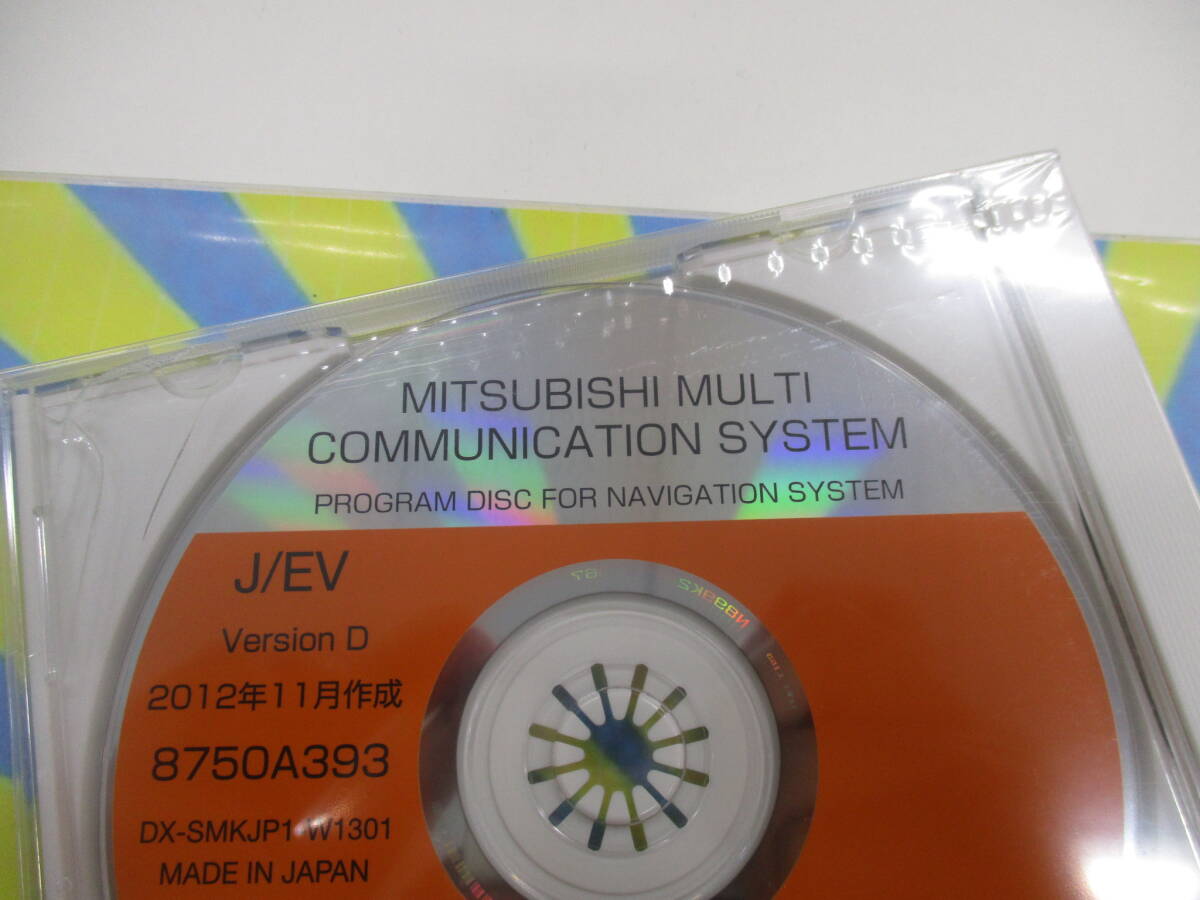 MITSUBISHI MULTI
COMMUNICATION SYSTEM
PROGRAM DISC FOR NAVIGATION SYSTEM
J/EV
Version D
2012年11月作成
8750A393
DX-SMKJP1 W1301
MADE IN JAPAN